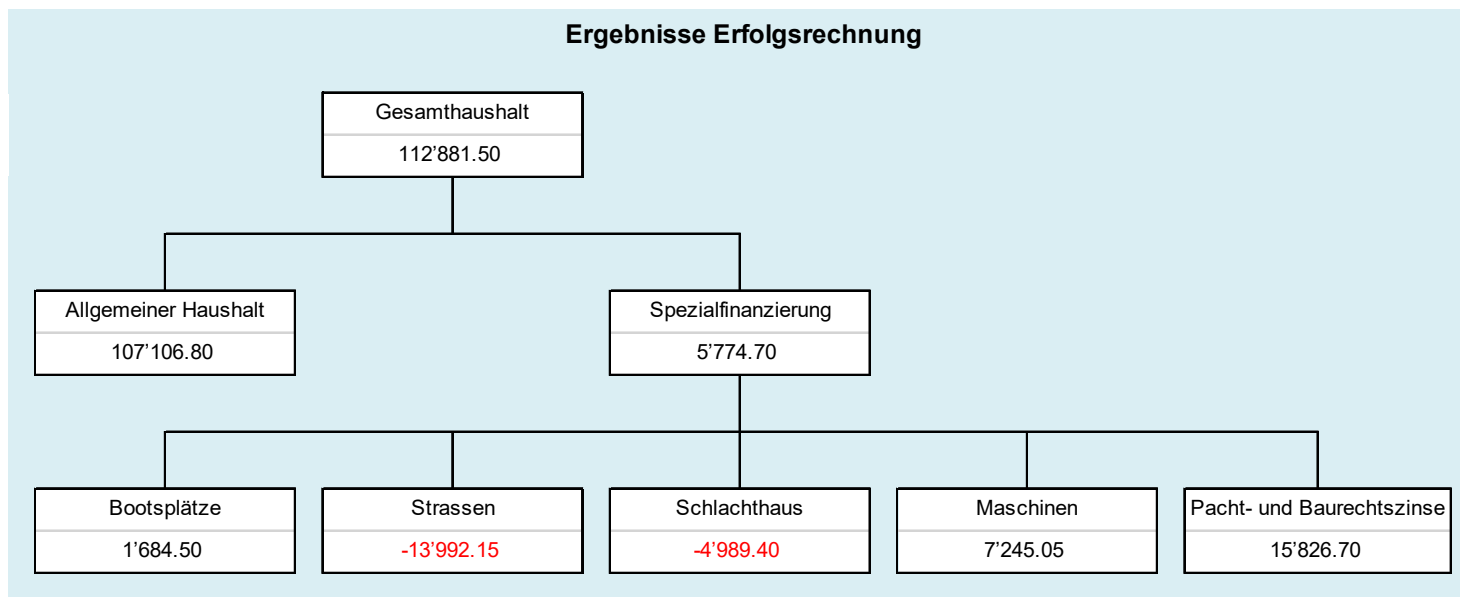 Ergebnisse Erfolgsrechnung
Gesamthaushalt
112’881.50
Allgemeiner Haushalt
107’106.80
Spezialfinanzierung
5’774.70
Bootsplätze
1’684.50
Strassen
-13’992.15
Schlachthaus
-4’989.40
Maschinen
7’245.05
Pacht- und Baurechtszinse
15’826.70